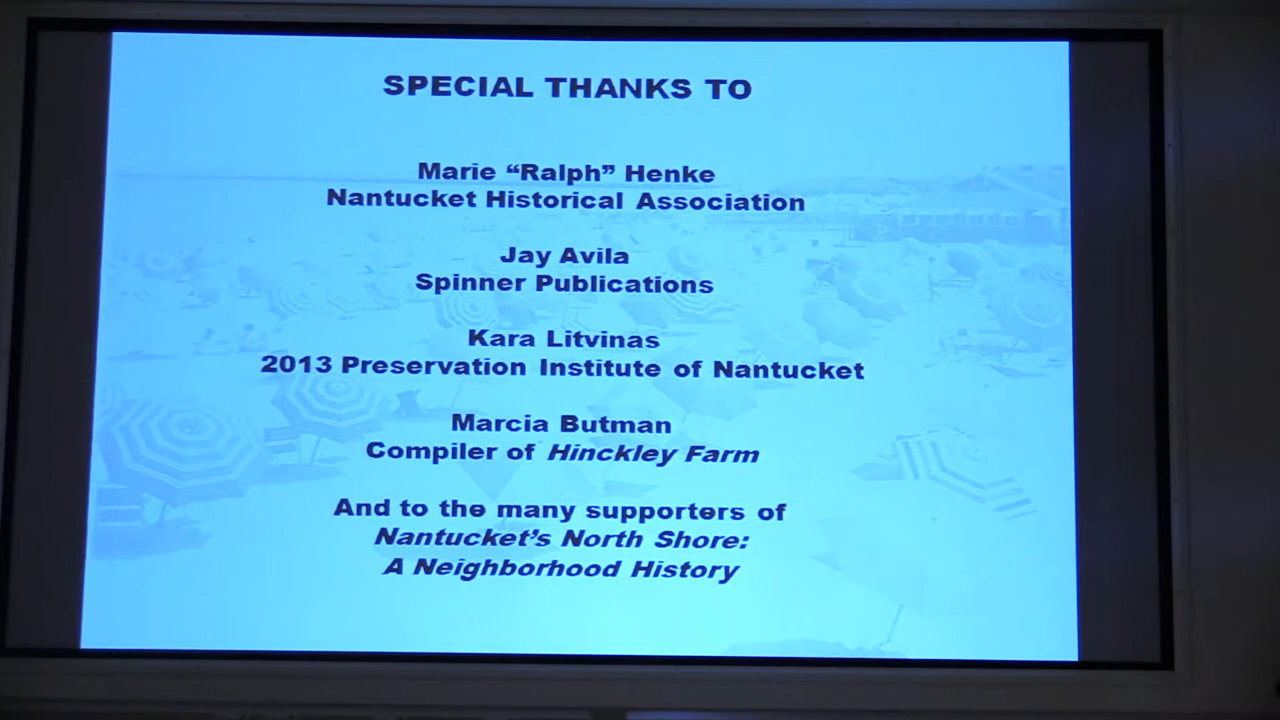 SPECIAL THANKS TO
Marie “Ralph” Henke
Nantucket Historical Association
Jay Avila
Spinner Publications
Kara Litvinas
2013 Preservation Institute of Nantucket
Marcia Butman
Compiler of Hinckley Farm
And to the many supporters of
Nantucket’s North Shore:
A Neighborhood History